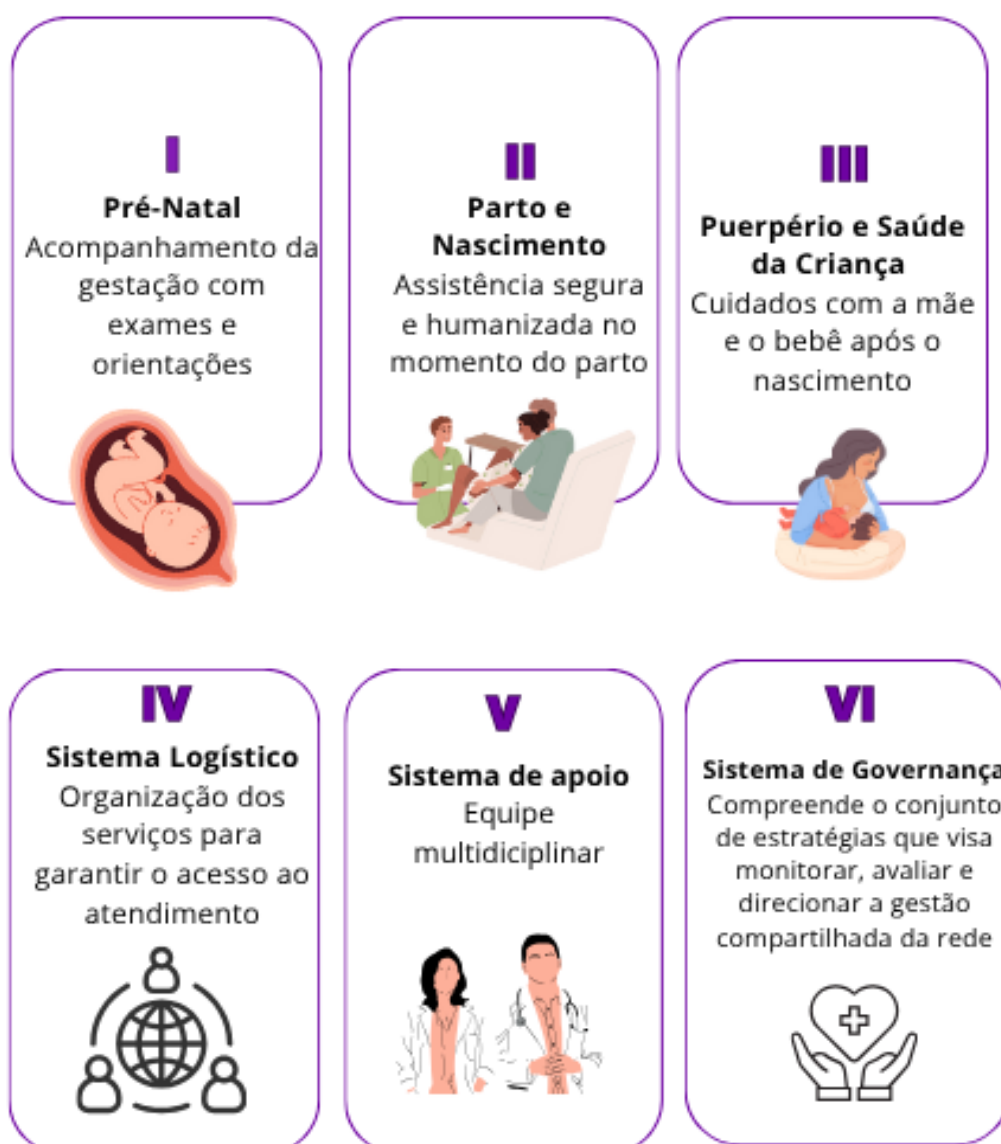 I
Pré-Natal
Acompanhamento da
gestação com
exames e
orientações
II
Parto e
Nascimento
Assistência segura
e humanizada no
momento do parto
III
Puerpério e Saúde
da Criança
Cuidados com a mãe
e o bebê após o
nascimento
IV
Sistema Logístico
Organização dos
serviços para
garantir o acesso ao
atendimento
V
Sistema de apoio
Equipe
multidiciplinar
VI
Sistema de Governança
Compreende o conjunto
de estratégias que visa
monitorar, avaliar e
direcionar a gestão
compartilhada da rede